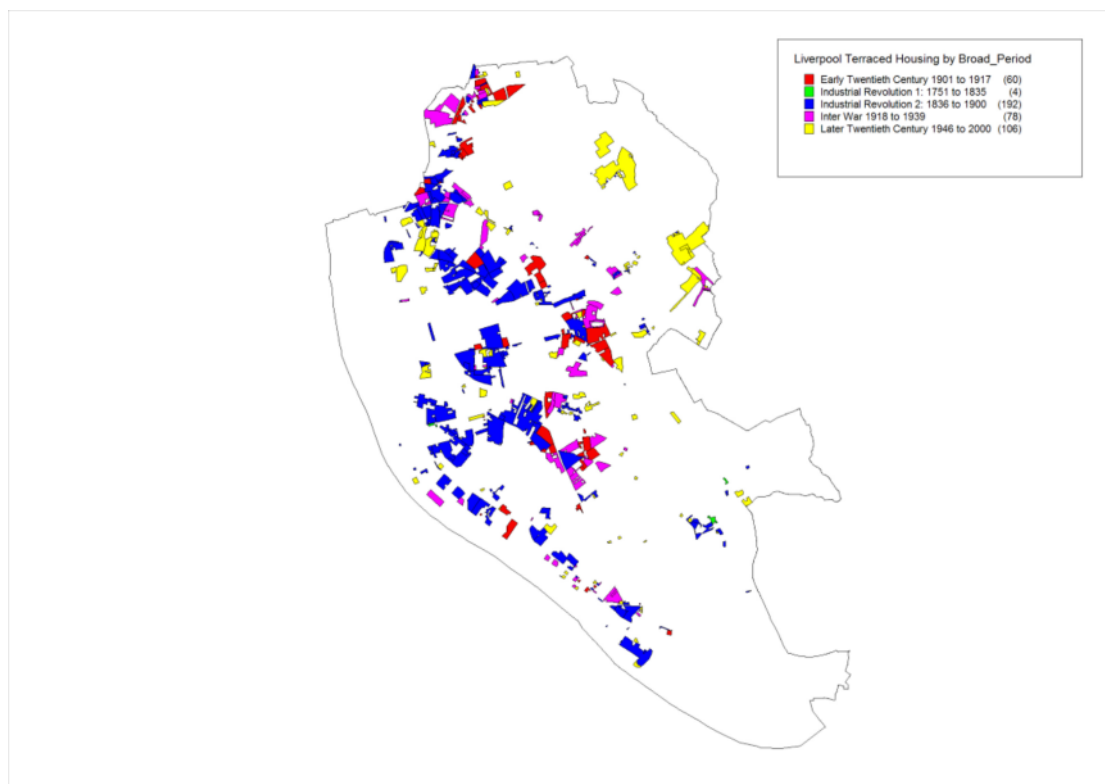 Liverpool Terraced Housing by Broad_Period
Early Twentieth Century 1901 to 1917 (60)
Industrial Revolution 1: 1751 to 1835 (4)
Industrial Revolution 2: 1836 to 1900 (192)
Inter War 1918 to 1939 (78)
Later Twentieth Century 1946 to 2000 (106)